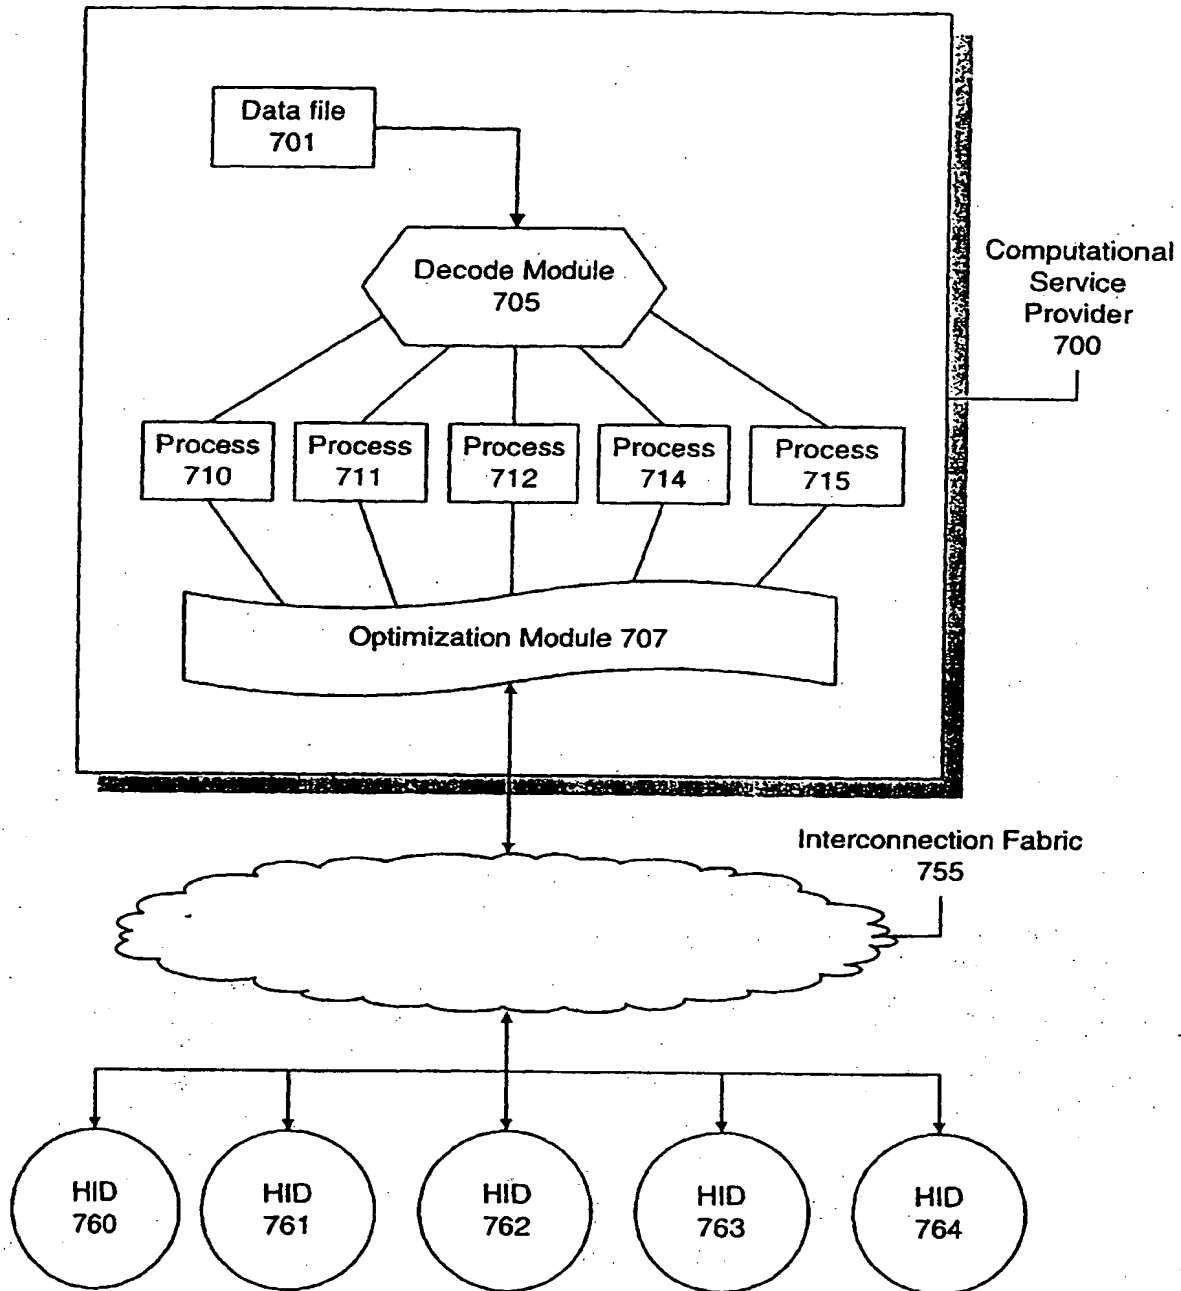 Data file
701
Decode Module
705
Computational
Service
Provider
700
Process
710
Process
711
Process
712
Process
714
Process
715
Optimization Module 707
Interconnection Fabric
755
HID
760
HID
761
HID
762
HID
763
HID
764